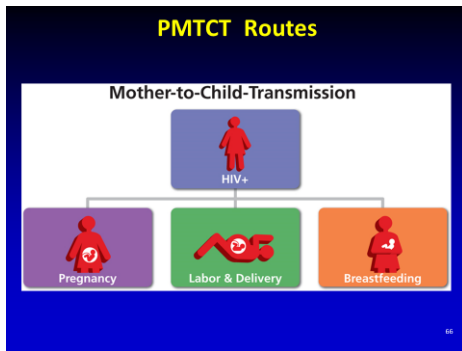 PMTCT Routes
Mother-to-Child-Transmission
HIV+
Pregnancy
Labor & Delivery
Breastfeeding
66